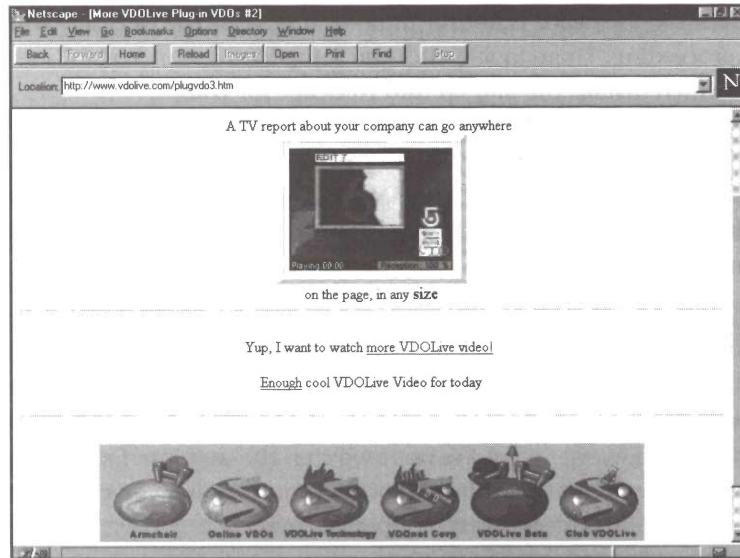 Netscape - [More VDOLive Plug-in VDOs #2]
File Edit View Go Bookmarks Options Directory Window Help
Back Forward Home Reload Images Open Print Find Stop
Location: http://www.vdolive.com/plugvdo3.htm
N
A TV report about your company can go anywhere
EDIT 7
5
Playing 00:00 Reception: 100 %
on the page, in any size
Yup, I want to watch more VDOLive video!
Enough cool VDOLive Video for today
Armchair Online VDOs VDOLive Technology VDOnet Corp VDOLive Beta Club VDOLive